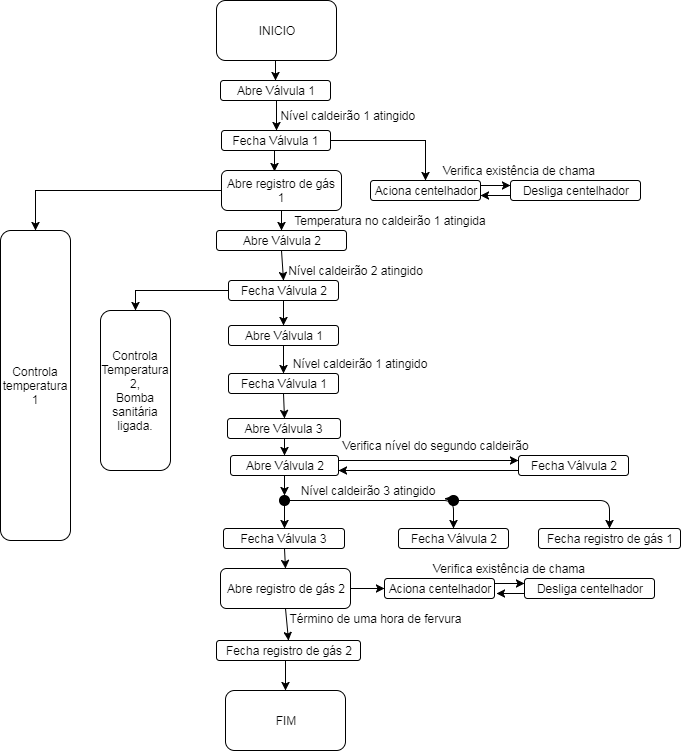 INICIO
Abre Válvula 1
Nível caldeirão 1 atingido
Fecha Válvula 1
Verifica existência de chama
Abre registro de gás
1
Aciona centelhador
Desliga centelhador
Temperatura no caldeirão 1 atingida
Abre Válvula 2
Nível caldeirão 2 atingido
Fecha Válvula 2
Abre Válvula 1
Controla
temperatura
1
Controla
Temperatura
2,
Bomba
sanitária
ligada.
Nível caldeirão 1 atingido
Fecha Válvula 1
Abre Válvula 3
Verifica nível do segundo caldeirão
Abre Válvula 2
Fecha Válvula 2
Nível caldeirão 3 atingido
Fecha Válvula 3
Fecha Válvula 2
Fecha registro de gás 1
Verifica existência de chama
Abre registro de gás 2
Aciona centelhador
Desliga centelhador
Término de uma hora de fervura
Fecha registro de gás 2
FIM